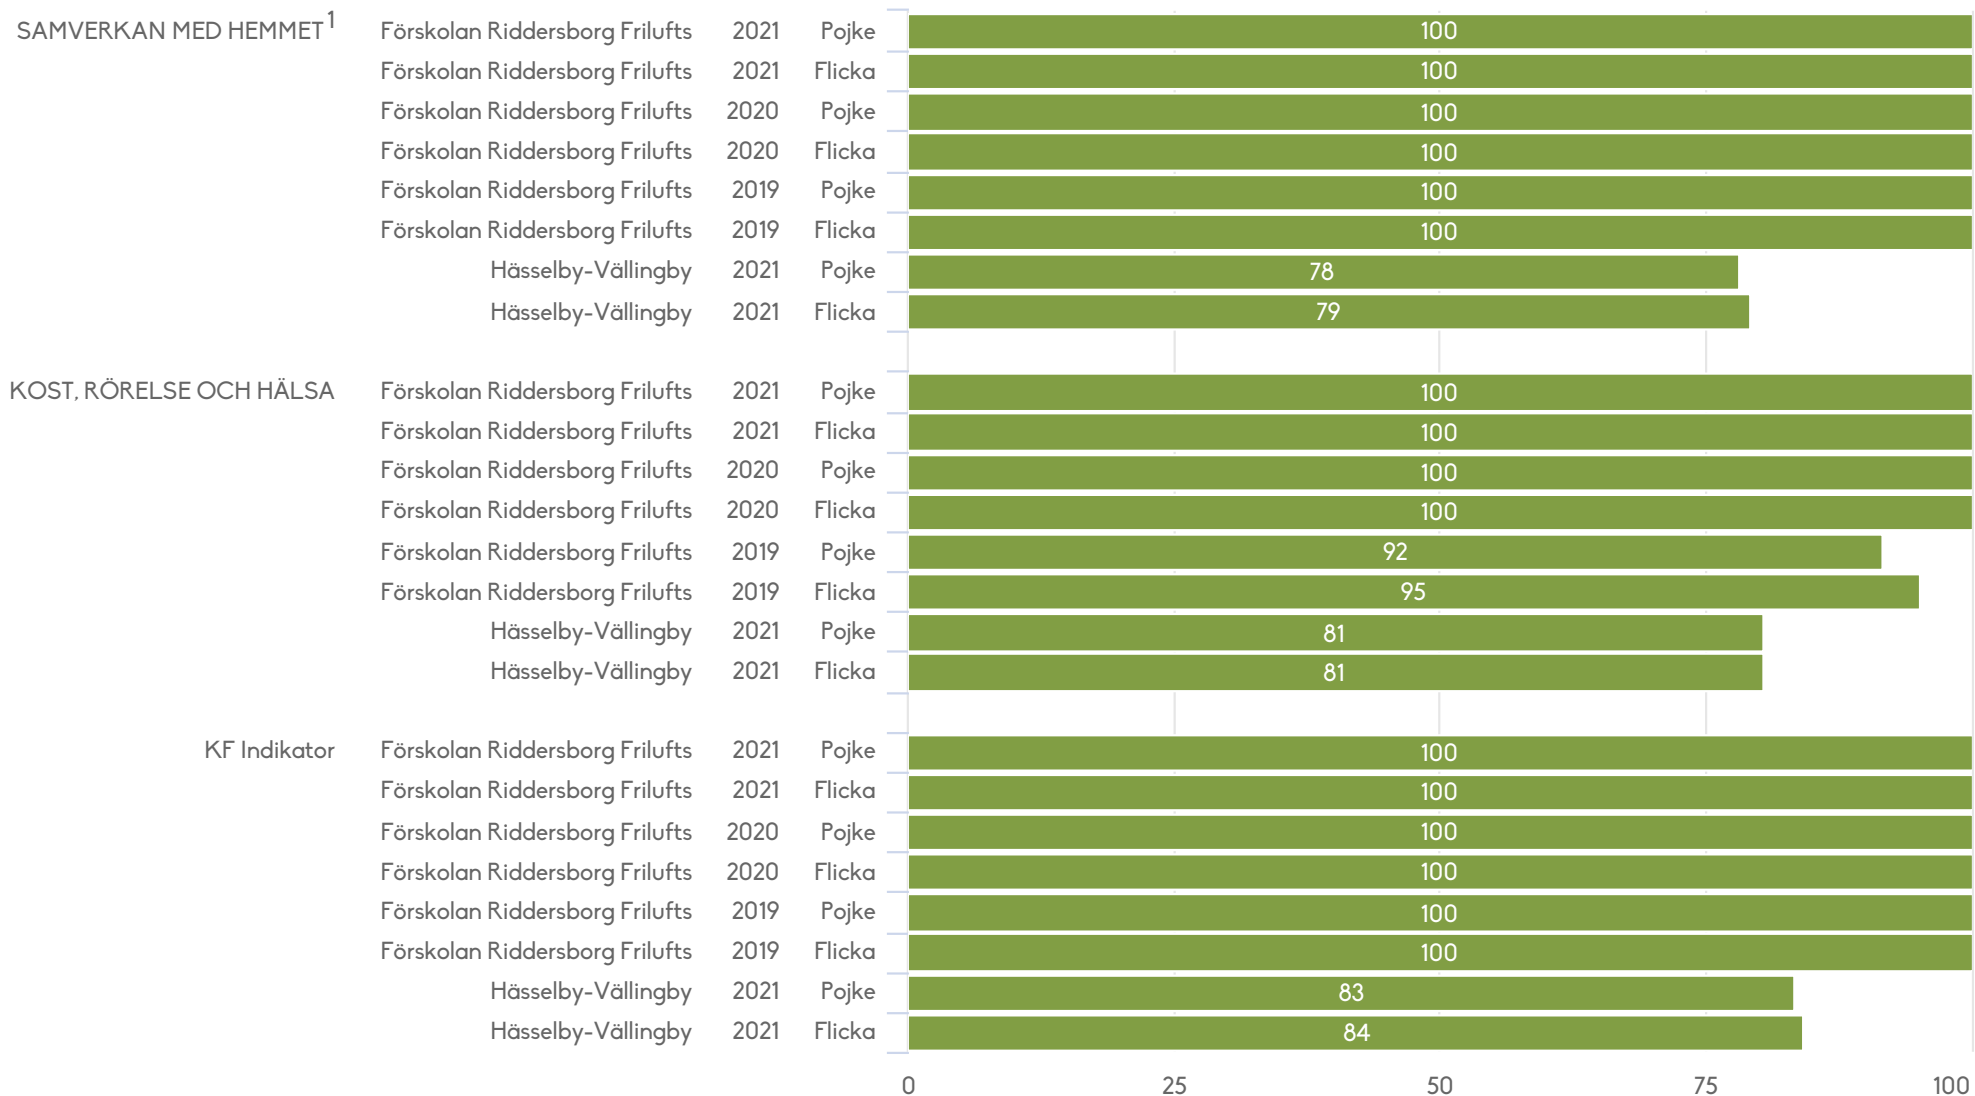 SAMVERKAN MED HEMMET1 Förskolan Riddersborg Frilufts 2021 Pojke 100
Förskolan Riddersborg Frilufts 2021 Flicka 100
Förskolan Riddersborg Frilufts 2020 Pojke 100
Förskolan Riddersborg Frilufts 2020 Flicka 100
Förskolan Riddersborg Frilufts 2019 Pojke 100
Förskolan Riddersborg Frilufts 2019 Flicka 100
Hässelby-Vällingby 2021 Pojke 78
Hässelby-Vällingby 2021 Flicka 79
KOST, RÖRELSE OCH HÄLSA Förskolan Riddersborg Frilufts 2021 Pojke 100
Förskolan Riddersborg Frilufts 2021 Flicka 100
Förskolan Riddersborg Frilufts 2020 Pojke 100
Förskolan Riddersborg Frilufts 2020 Flicka 100
Förskolan Riddersborg Frilufts 2019 Pojke 92
Förskolan Riddersborg Frilufts 2019 Flicka 95
Hässelby-Vällingby 2021 Pojke 81
Hässelby-Vällingby 2021 Flicka 81
KF Indikator Förskolan Riddersborg Frilufts 2021 Pojke 100
Förskolan Riddersborg Frilufts 2021 Flicka 100
Förskolan Riddersborg Frilufts 2020 Pojke 100
Förskolan Riddersborg Frilufts 2020 Flicka 100
Förskolan Riddersborg Frilufts 2019 Pojke 100
Förskolan Riddersborg Frilufts 2019 Flicka 100
Hässelby-Vällingby 2021 Pojke 83
Hässelby-Vällingby 2021 Flicka 84
0 25 50 75 100